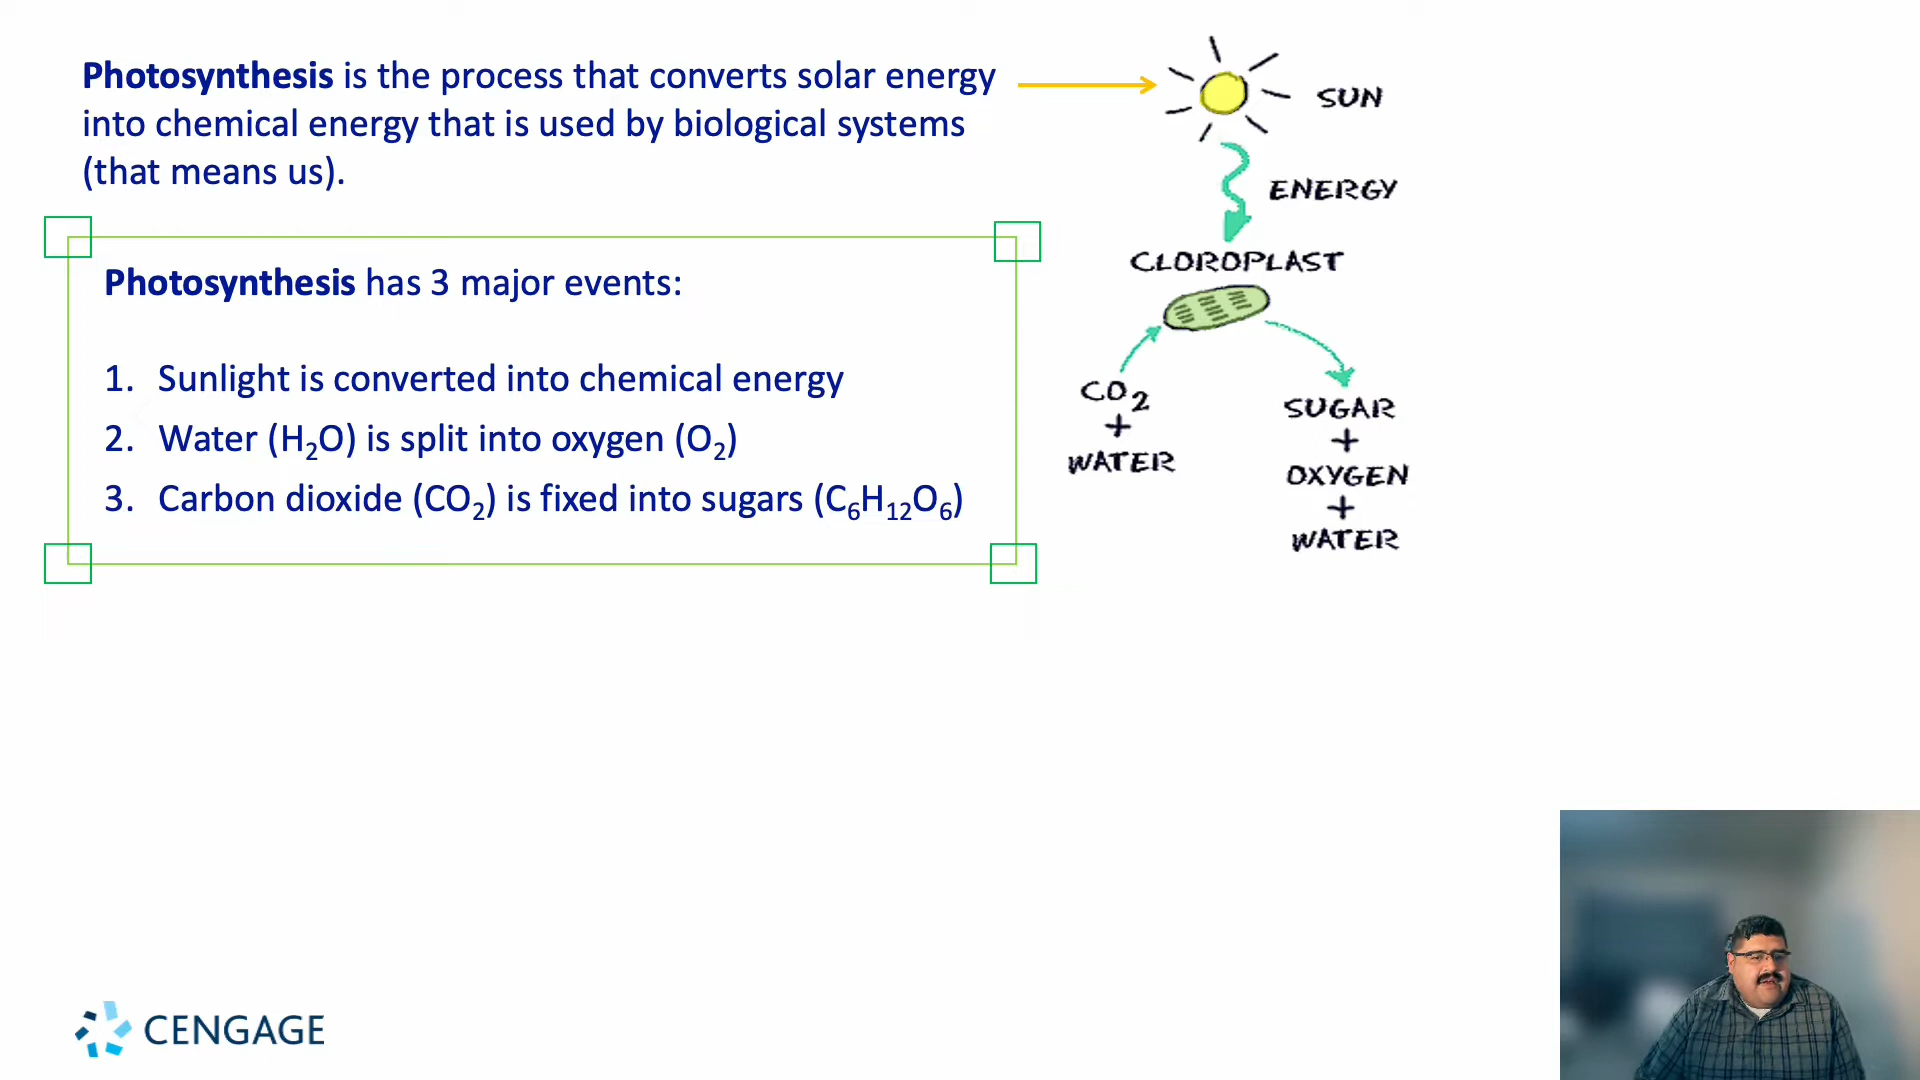 Photosynthesis is the process that converts solar energy
into chemical energy that is used by biological systems
(that means us).
Photosynthesis has 3 major events:
1. Sunlight is converted into chemical energy
2. Water (H₂O) is split into oxygen (O₂)
3. Carbon dioxide (CO₂) is fixed into sugars (C₆H₁₂O₆)
SUN
ENERGY
CLOROPLAST
CO₂
+
WATER
SUGAR
+
OXYGEN
+
WATER
CENGAGE